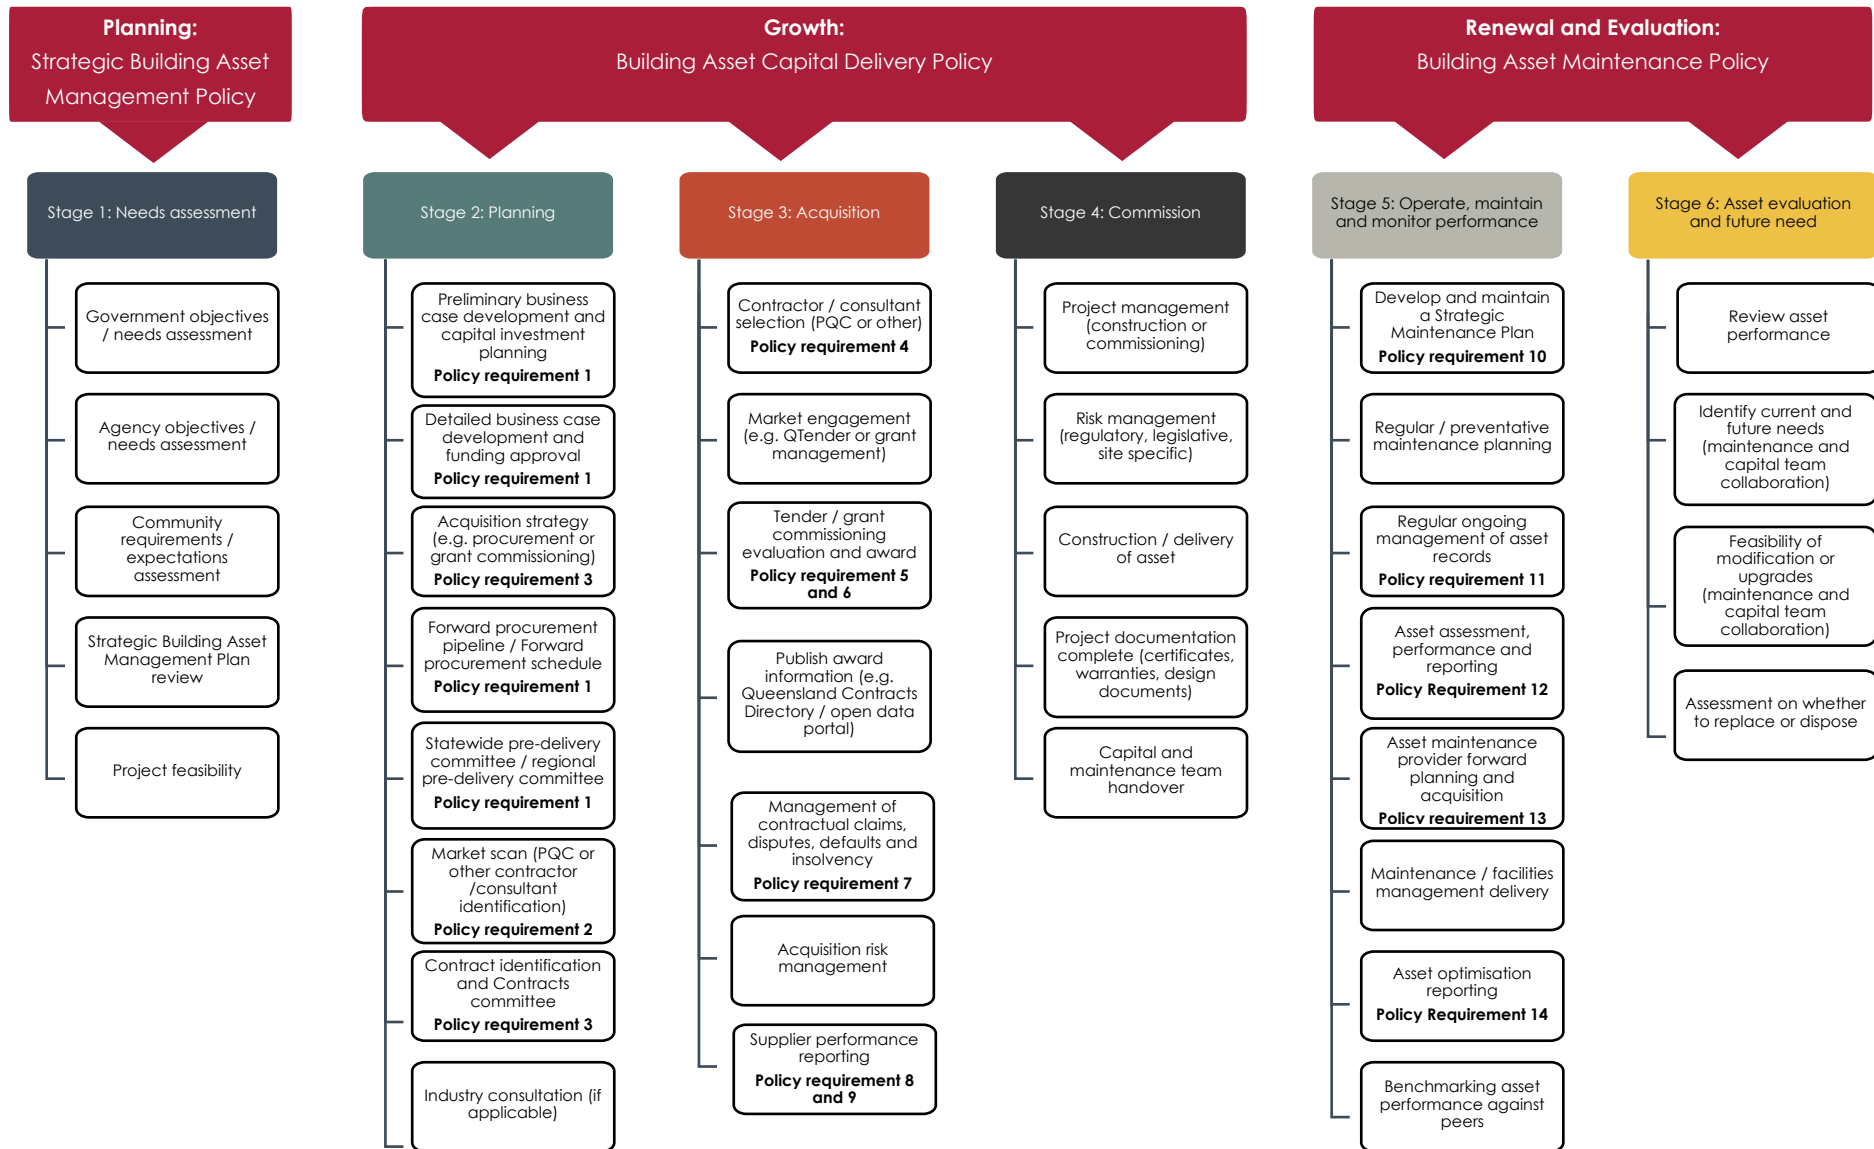 Planning:
Strategic Building Asset
Management Policy
Growth:
Building Asset Capital Delivery Policy
Renewal and Evaluation:
Building Asset Maintenance Policy
Stage 1: Needs assessment
Government objectives
/ needs assessment
Agency objectives /
needs assessment
Community
requirements /
expectations
assessment
Strategic Building Asset
Management Plan
review
Project feasibility
Stage 2: Planning
Preliminary business
case development and
capital investment
planning
Policy requirement 1
Detailed business case
development and
funding approval
Policy requirement 1
Acquisition strategy
(e.g. procurement or
grant commissioning)
Policy requirement 3
Forward procurement
pipeline / Forward
procurement schedule
Policy requirement 1
Statewide pre-delivery
committee / regional
pre-delivery committee
Policy requirement 1
Market scan (PQC or
other contractor
/consultant
identification)
Policy requirement 2
Contract identification
and Contracts
committee
Policy requirement 3
Industry consultation (if
applicable)
Stage 3: Acquisition
Contractor / consultant
selection (PQC or other)
Policy requirement 4
Market engagement
(e.g. QTender or grant
management)
Tender / grant
commissioning
evaluation and award
Policy requirement 5
and 6
Publish award
information (e.g.
Queensland Contracts
Directory / open data
portal)
Management of
contractual claims,
disputes, defaults and
insolvency
Policy requirement 7
Acquisition risk
management
Supplier performance
reporting
Policy requirement 8
and 9
Stage 4: Commission
Project management
(construction or
commissioning)
Risk management
(regulatory, legislative,
site specific)
Construction / delivery
of asset
Project documentation
complete (certificates,
warranties, design
documents)
Capital and
maintenance team
handover
Stage 5: Operate, maintain
and monitor performance
Develop and maintain
a Strategic
Maintenance Plan
Policy requirement 10
Regular / preventative
maintenance planning
Regular ongoing
management of asset
records
Policy requirement 11
Asset assessment,
performance and
reporting
Policy Requirement 12
Asset maintenance
provider forward
planning and
acquisition
Policy requirement 13
Maintenance / facilities
management delivery
Asset optimisation
reporting
Policy Requirement 14
Benchmarking asset
performance against
peers
Stage 6: Asset evaluation
and future need
Review asset
performance
Identify current and
future needs
(maintenance and
capital team
collaboration)
Feasibility of
modification or
upgrades
(maintenance and
capital team
collaboration)
Assessment on whether
to replace or dispose